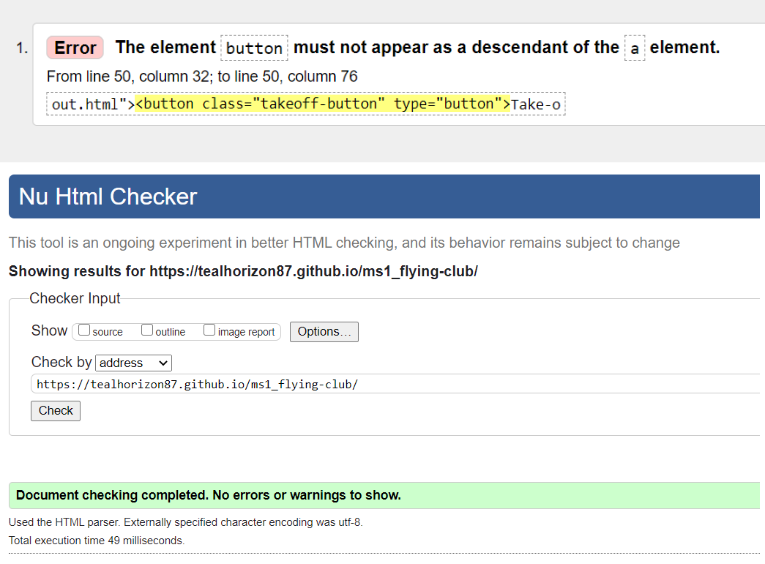 1. Error The element button must not appear as a descendant of the a element.
From line 50, column 32; to line 50, column 76
out.html"><button class="takeoff-button" type="button">Take-o
Nu Html Checker
This tool is an ongoing experiment in better HTML checking, and its behavior remains subject to change
Showing results for https://tealhorizon87.github.io/ms1_flying-club/
Checker Input
Show source outline image report Options...
Check by address
https://tealhorizon87.github.io/ms1_flying-club/
Check
Document checking completed. No errors or warnings to show.
Used the HTML parser. Externally specified character encoding was utf-8.
Total execution time 49 milliseconds.